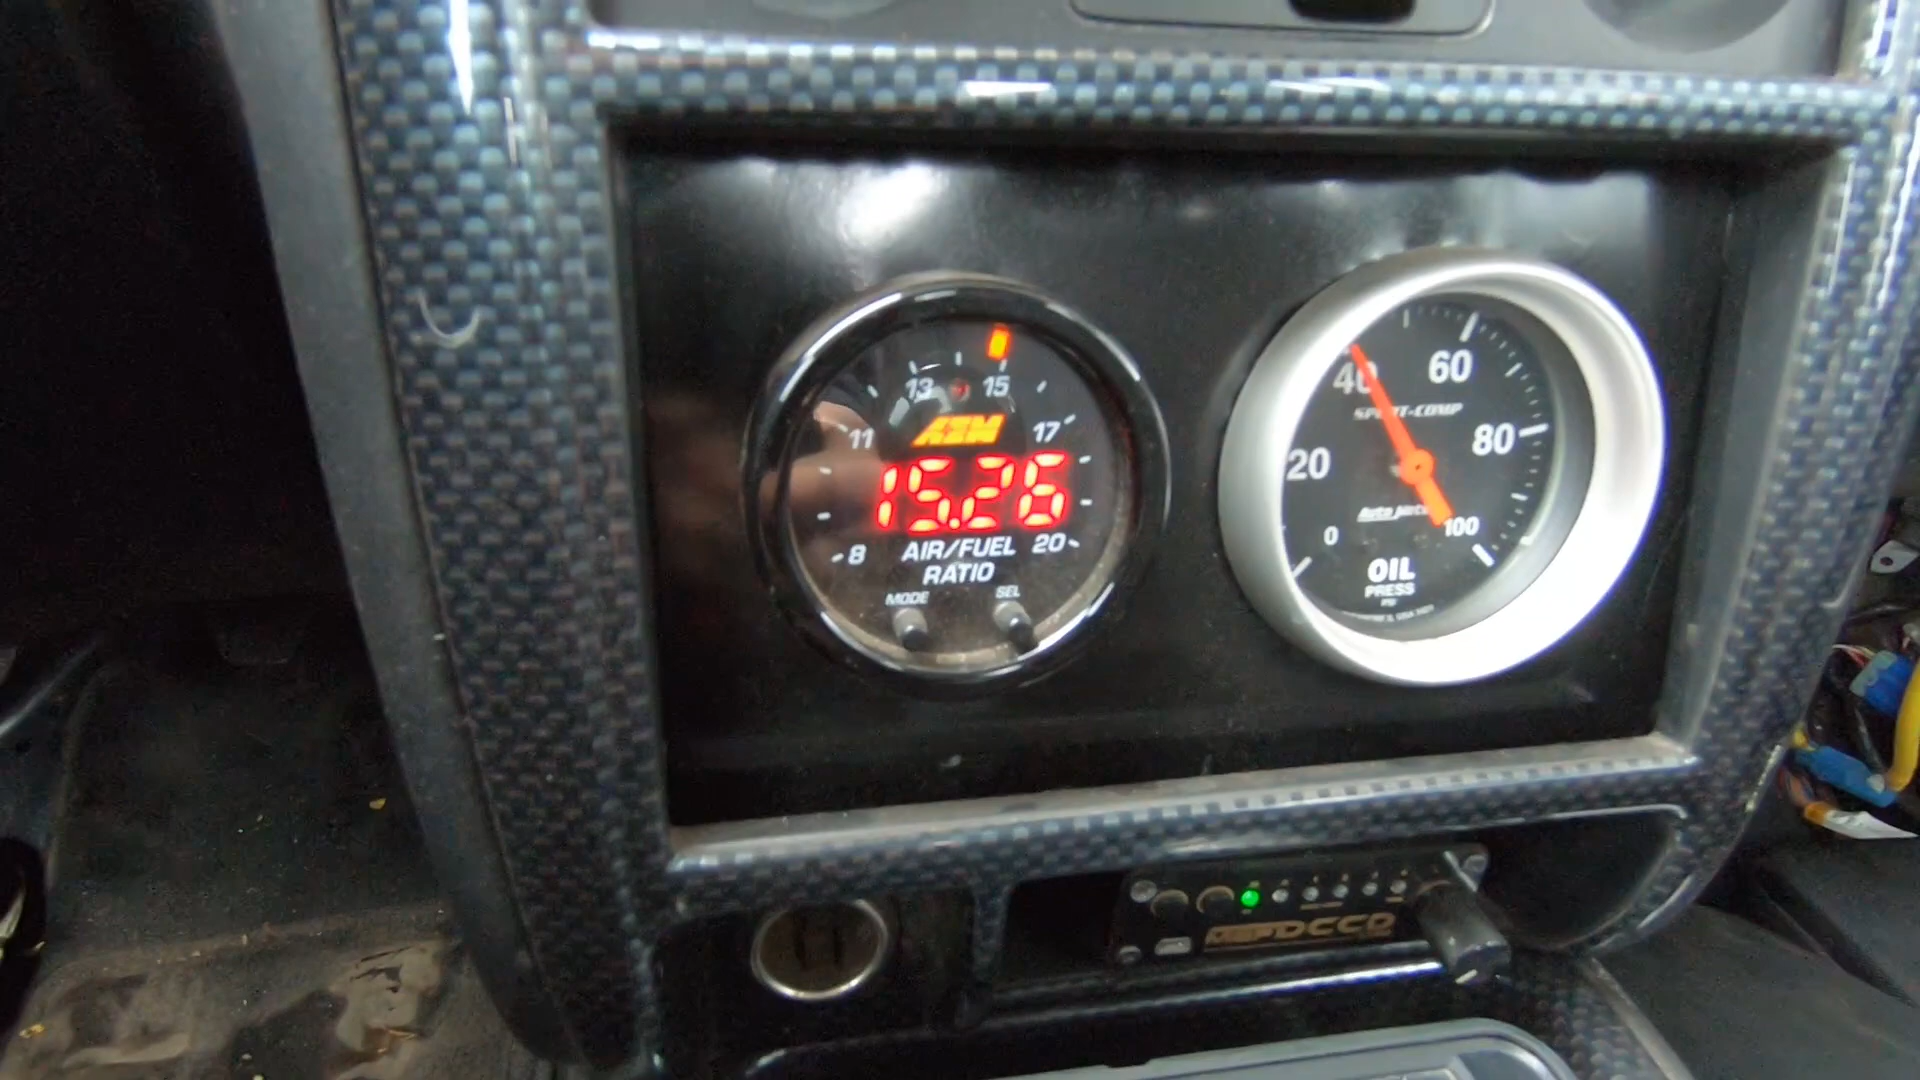 13 15
AEM
11 17
15.26
8 AIR/FUEL 20
RATIO
MODE SEL
40 60
SPORT-COMP
20 80
Auto Meter
0 100
OIL
PRESS
PSI